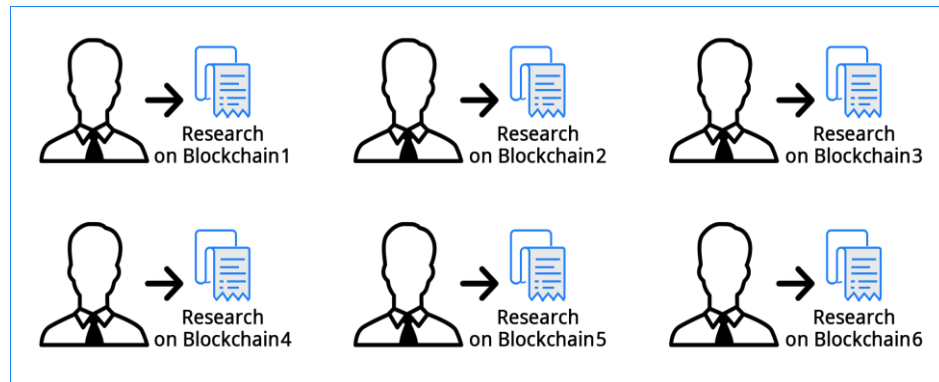 Research
on Blockchain1
Research
on Blockchain2
Research
on Blockchain3
Research
on Blockchain4
Research
on Blockchain5
Research
on Blockchain6